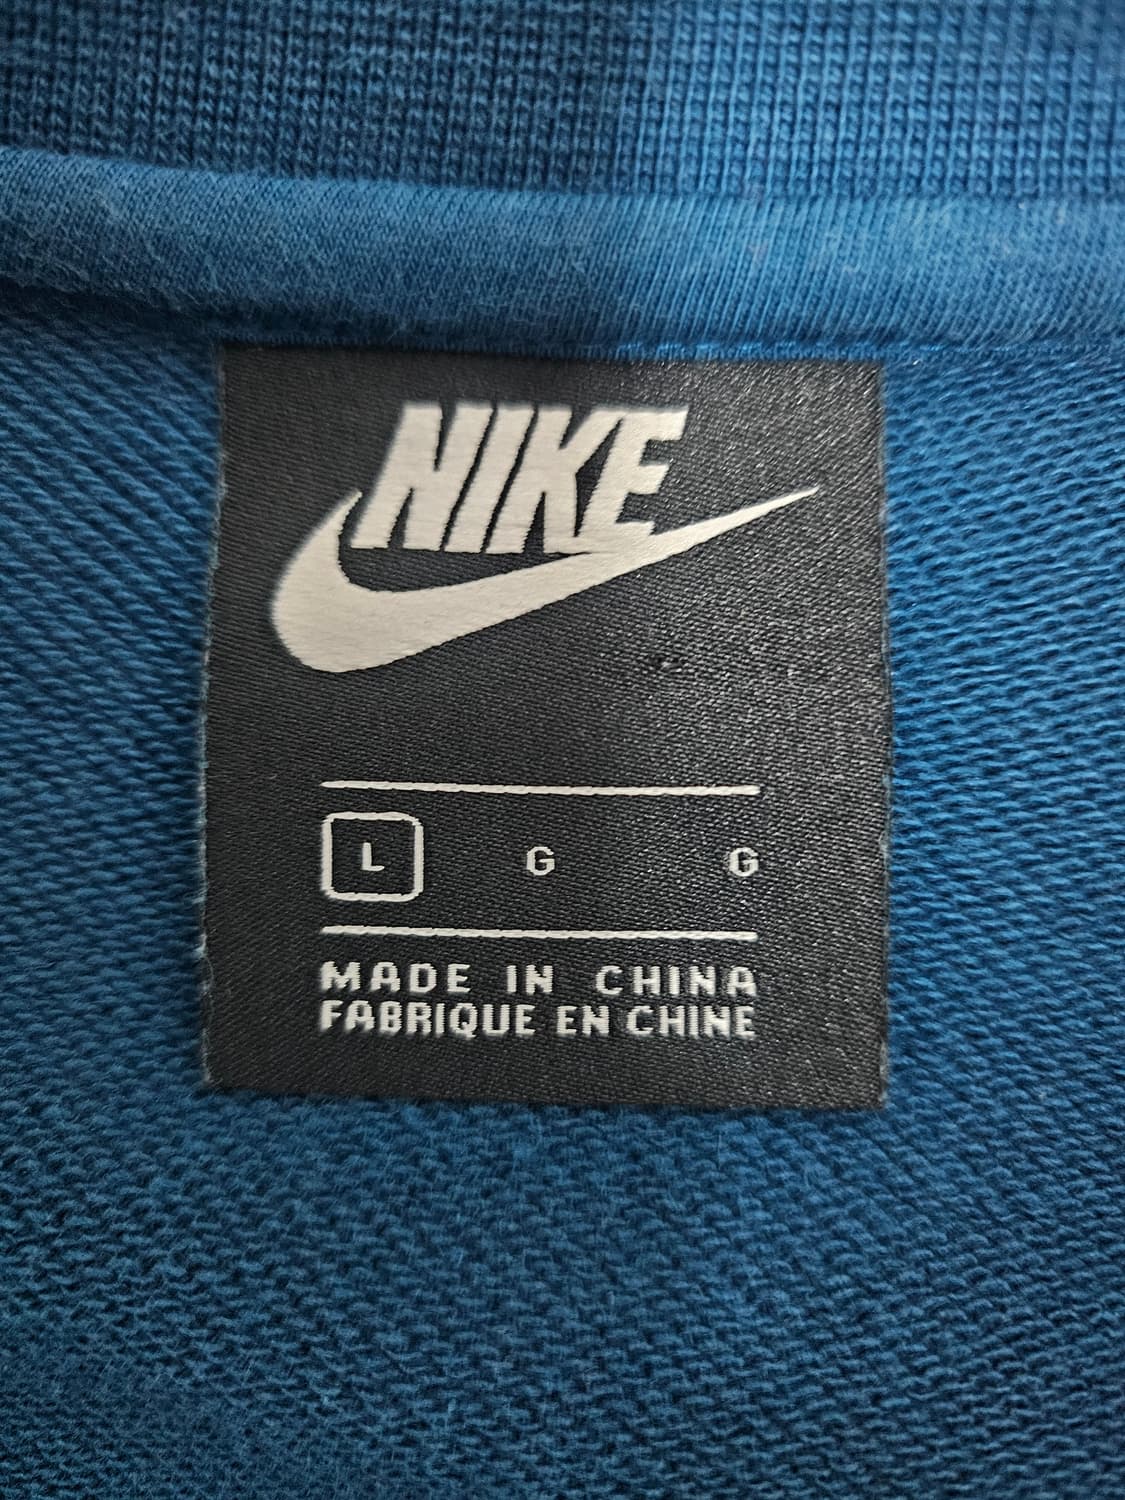 NIKE
L G G
MADE IN CHINA
FABRIQUE EN CHINE